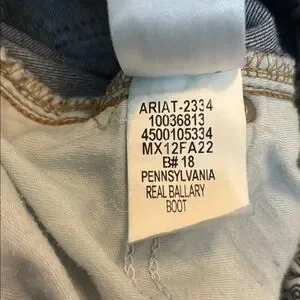 ARIAT-2334
10036813
4500105334
MX12FA22
B# 18
PENNSYLVANIA
REAL BALLARY
BOOT